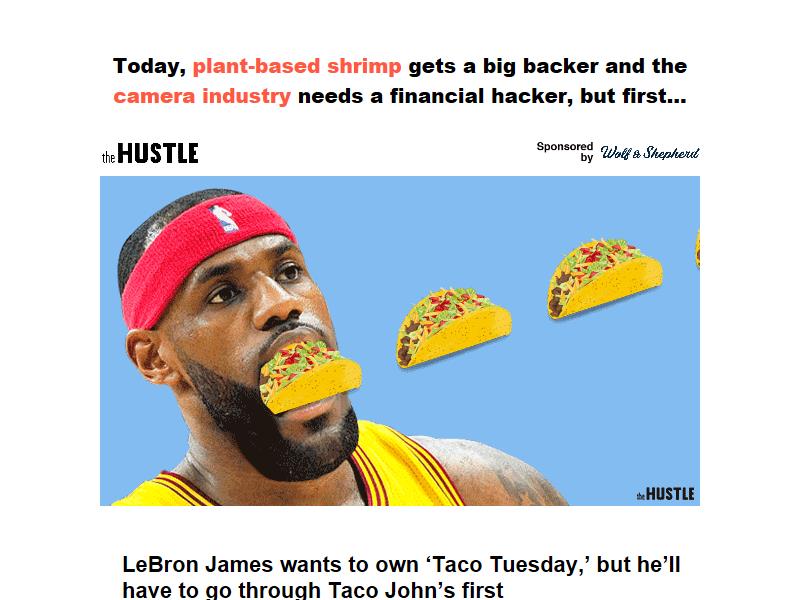 Today, plant-based shrimp gets a big backer and the
camera industry needs a financial hacker, but first...
the HUSTLE
Sponsored
by Wolf & Shepherd
the HUSTLE
LeBron James wants to own ‘Taco Tuesday,’ but he’ll
have to go through Taco John’s first